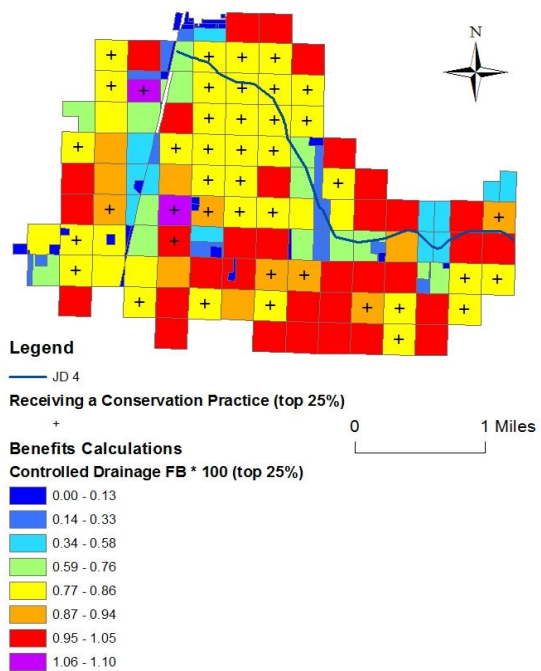 N
Legend
JD 4
Receiving a Conservation Practice (top 25%)
+
0 1 Miles
Benefits Calculations
Controlled Drainage FB * 100 (top 25%)
0.00 - 0.13
0.14 - 0.33
0.34 - 0.58
0.59 - 0.76
0.77 - 0.86
0.87 - 0.94
0.95 - 1.05
1.06 - 1.10